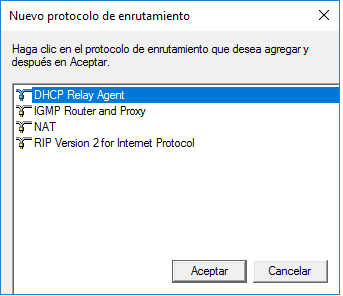 Nuevo protocolo de enrutamiento
Haga clic en el protocolo de enrutamiento que desea agregar y
después en Aceptar.
DHCP Relay Agent
IGMP Router and Proxy
NAT
RIP Version 2 for Internet Protocol
Aceptar
Cancelar